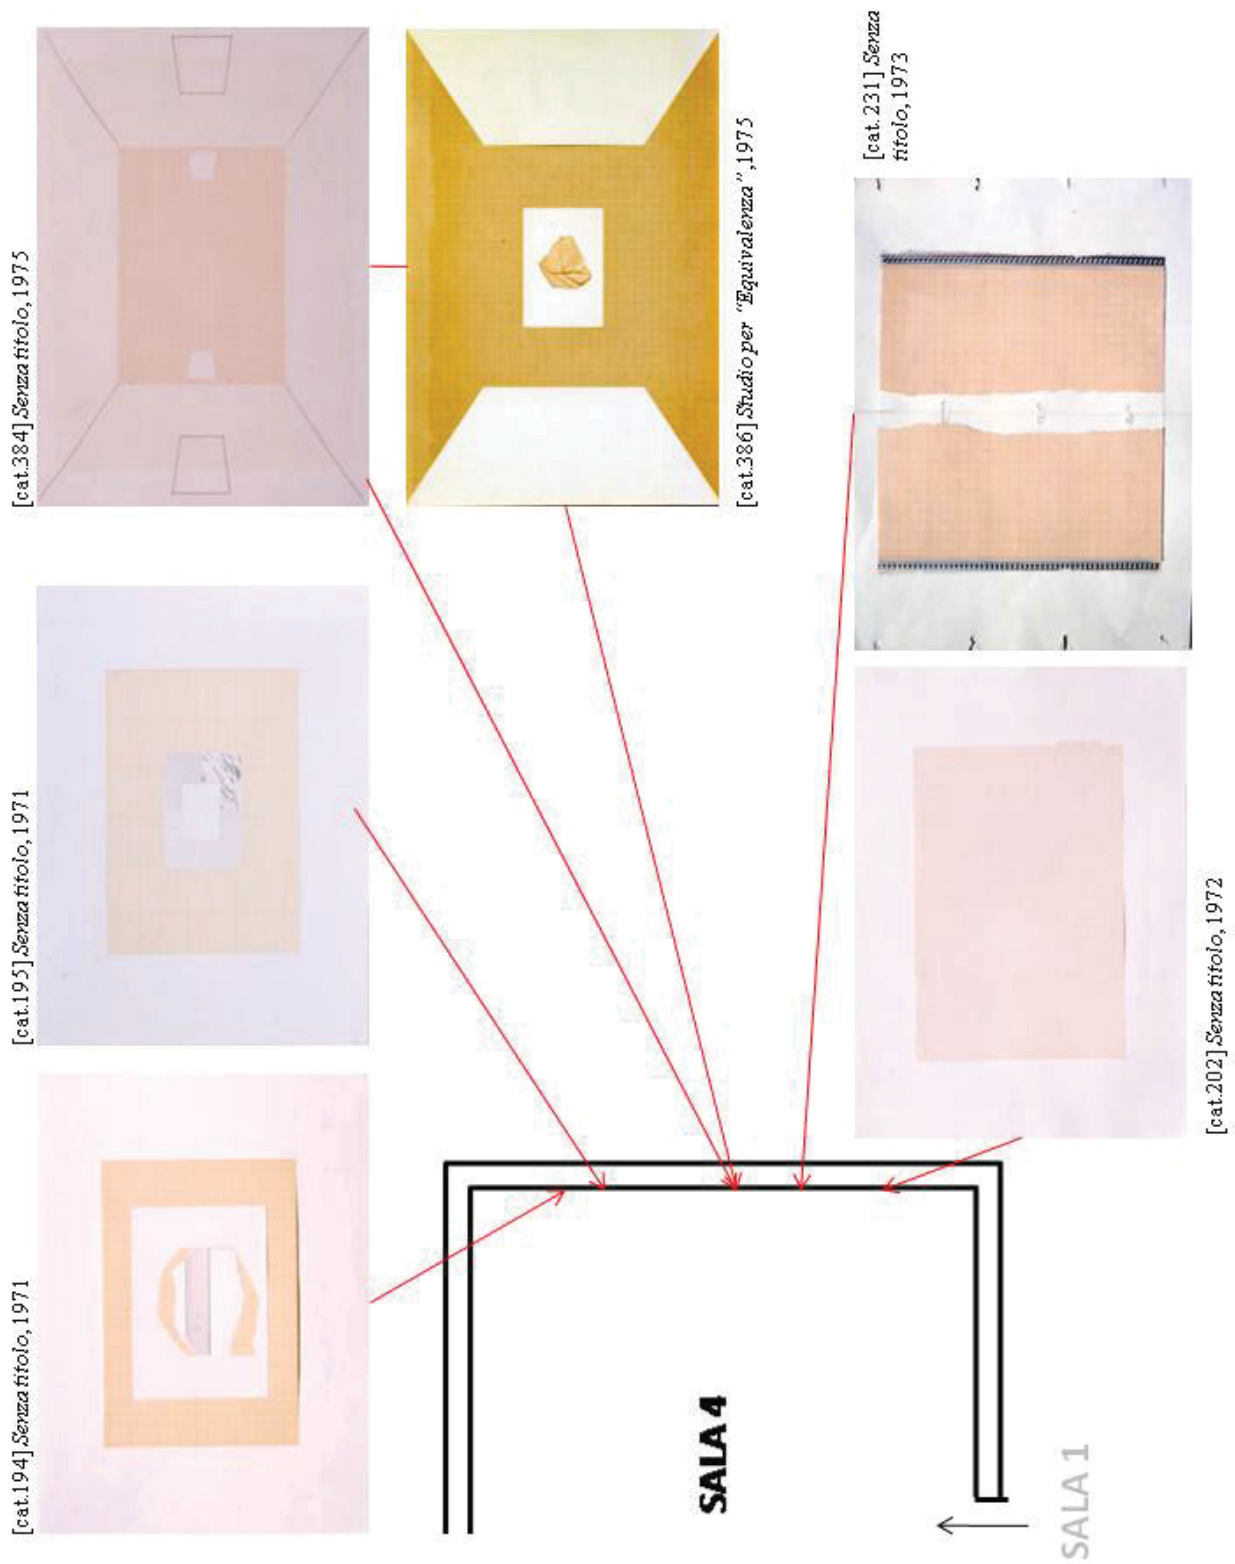 [cat.194] Senza titolo, 1971
[cat.195] Senza titolo, 1971
[cat.384] Senza titolo, 1975
[cat.386] Studio per "Equivalenza", 1975
[cat. 231] Senza
titolo, 1973
[cat.202] Senza titolo, 1972
SALA 4
SALA 1